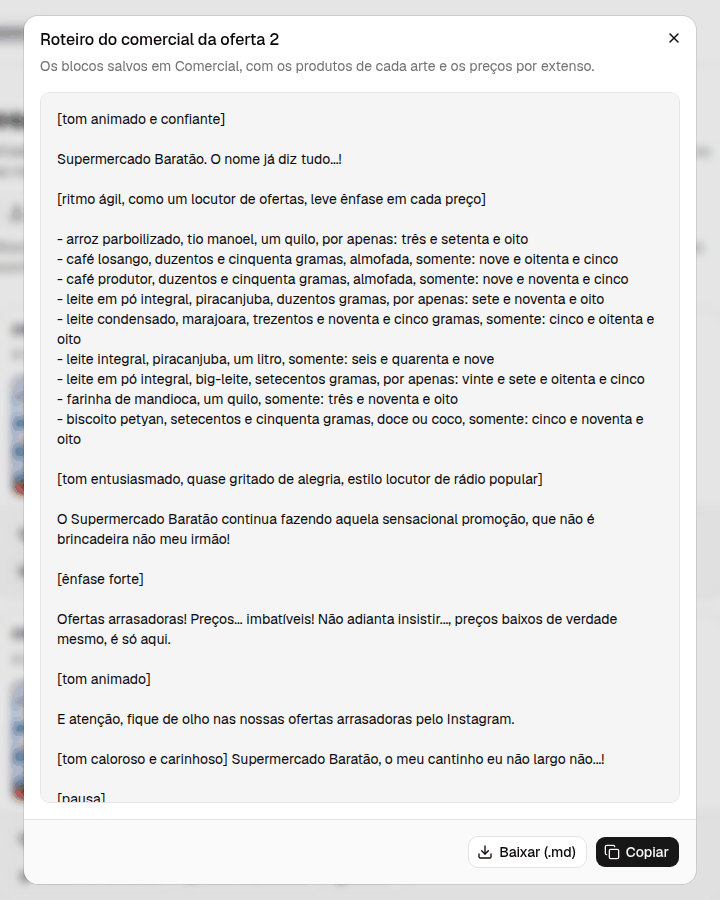 Roteiro do comercial da oferta 2
Os blocos salvos em Comercial, com os produtos de cada arte e os preços por extenso.
[tom animado e confiante]
Supermercado Baratão. O nome já diz tudo...!
[ritmo ágil, como um locutor de ofertas, leve ênfase em cada preço]
- arroz parboilizado, tio manoel, um quilo, por apenas: três e setenta e oito
- café losango, duzentos e cinquenta gramas, almofada, somente: nove e oitenta e cinco
- café produtor, duzentos e cinquenta gramas, almofada, somente: nove e noventa e cinco
- leite em pó integral, piracanjuba, duzentos gramas, por apenas: sete e noventa e oito
- leite condensado, marajoara, trezentos e noventa e cinco gramas, somente: cinco e oitenta e
oito
- leite integral, piracanjuba, um litro, somente: seis e quarenta e nove
- leite em pó integral, big-leite, setecentos gramas, por apenas: vinte e sete e oitenta e cinco
- farinha de mandioca, um quilo, somente: três e noventa e oito
- biscoito petyan, setecentos e cinquenta gramas, doce ou coco, somente: cinco e noventa e
oito
[tom entusiasmado, quase gritado de alegria, estilo locutor de rádio popular]
O Supermercado Baratão continua fazendo aquela sensacional promoção, que não é
brincadeira não meu irmão!
[ênfase forte]
Ofertas arrasadoras! Preços... imbatíveis! Não adianta insistir..., preços baixos de verdade
mesmo, é só aqui.
[tom animado]
E atenção, fique de olho nas nossas ofertas arrasadoras pelo Instagram.
[tom caloroso e carinhoso] Supermercado Baratão, o meu cantinho eu não largo não...!
[pausa]
Baixar (.md)
Copiar